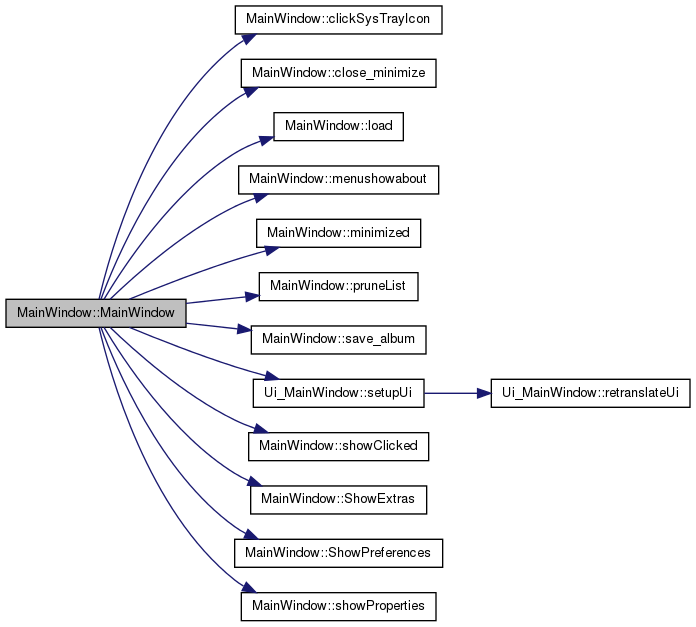 MainWindow::clickSysTrayIcon
MainWindow::close_minimize
MainWindow::load
MainWindow::menushowabout
MainWindow::minimized
MainWindow::pruneList
MainWindow::MainWindow
MainWindow::save_album
Ui_MainWindow::setupUi
Ui_MainWindow::retranslateUi
MainWindow::showClicked
MainWindow::ShowExtras
MainWindow::ShowPreferences
MainWindow::showProperties